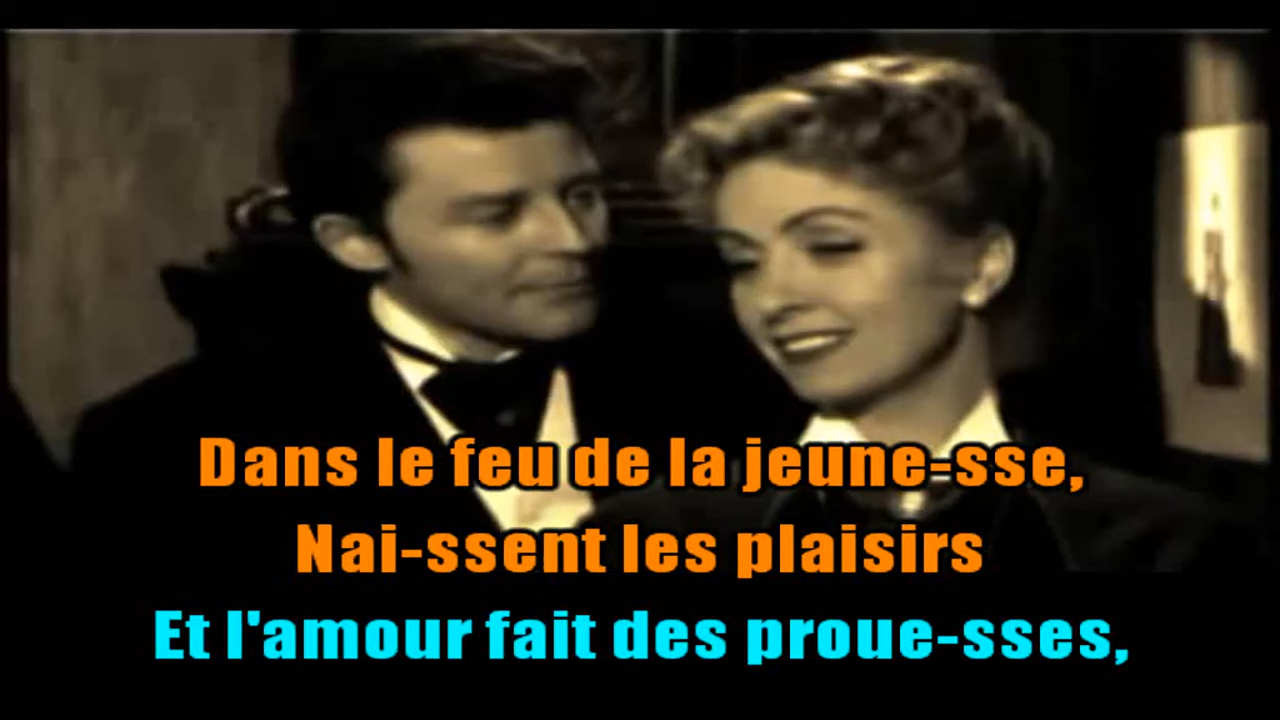 Dans le feu de la jeune-sse,
Nai-ssent les plaisirs
Et l'amour fait des proue-sses,